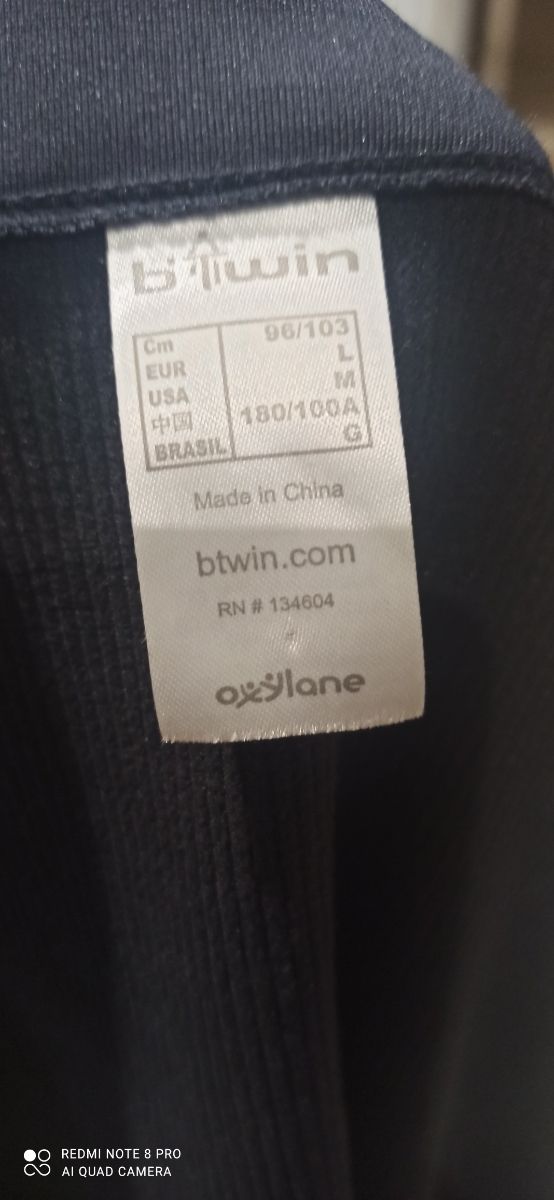 b'twin
Cm 96/103
EUR L
USA M
中国 180/100A
BRASIL G
Made in China
btwin.com
RN # 134604
oxylane
REDMI NOTE 8 PRO
AI QUAD CAMERA